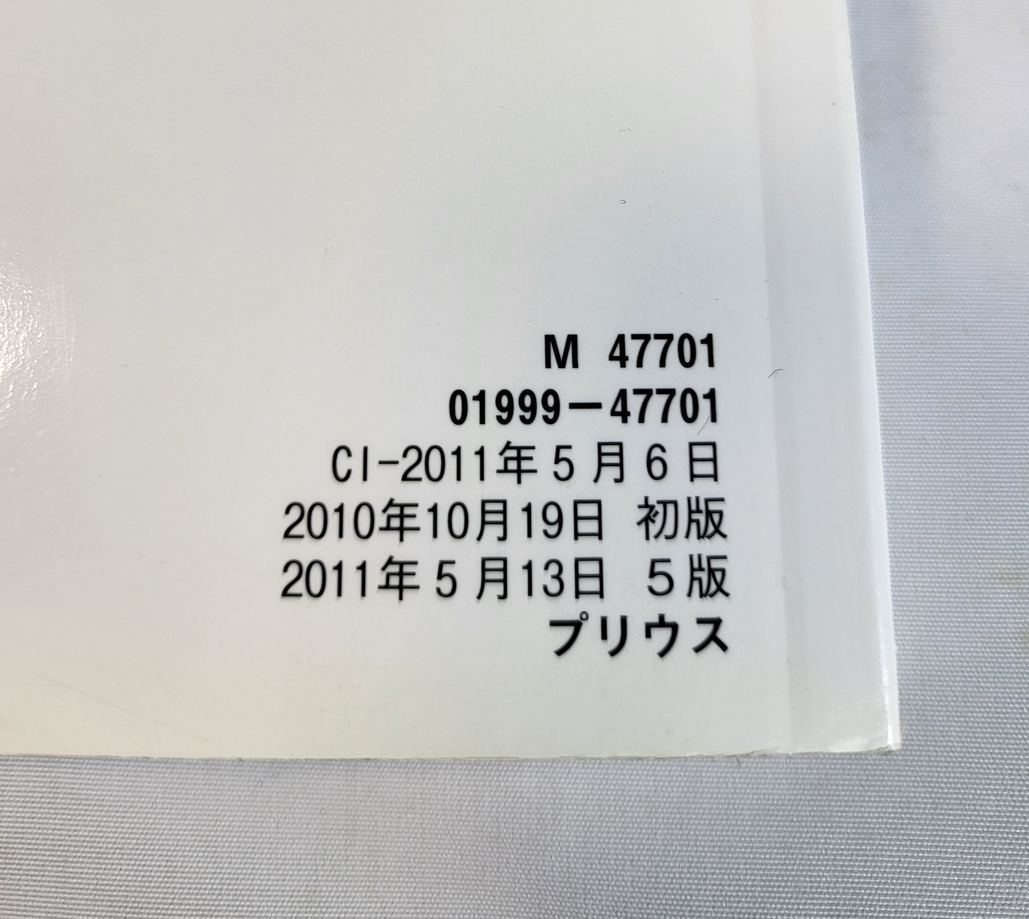 M 47701
01999-47701
CI-2011年5月6日
2010年10月19日 初版
2011年5月13日 5版
プリウス